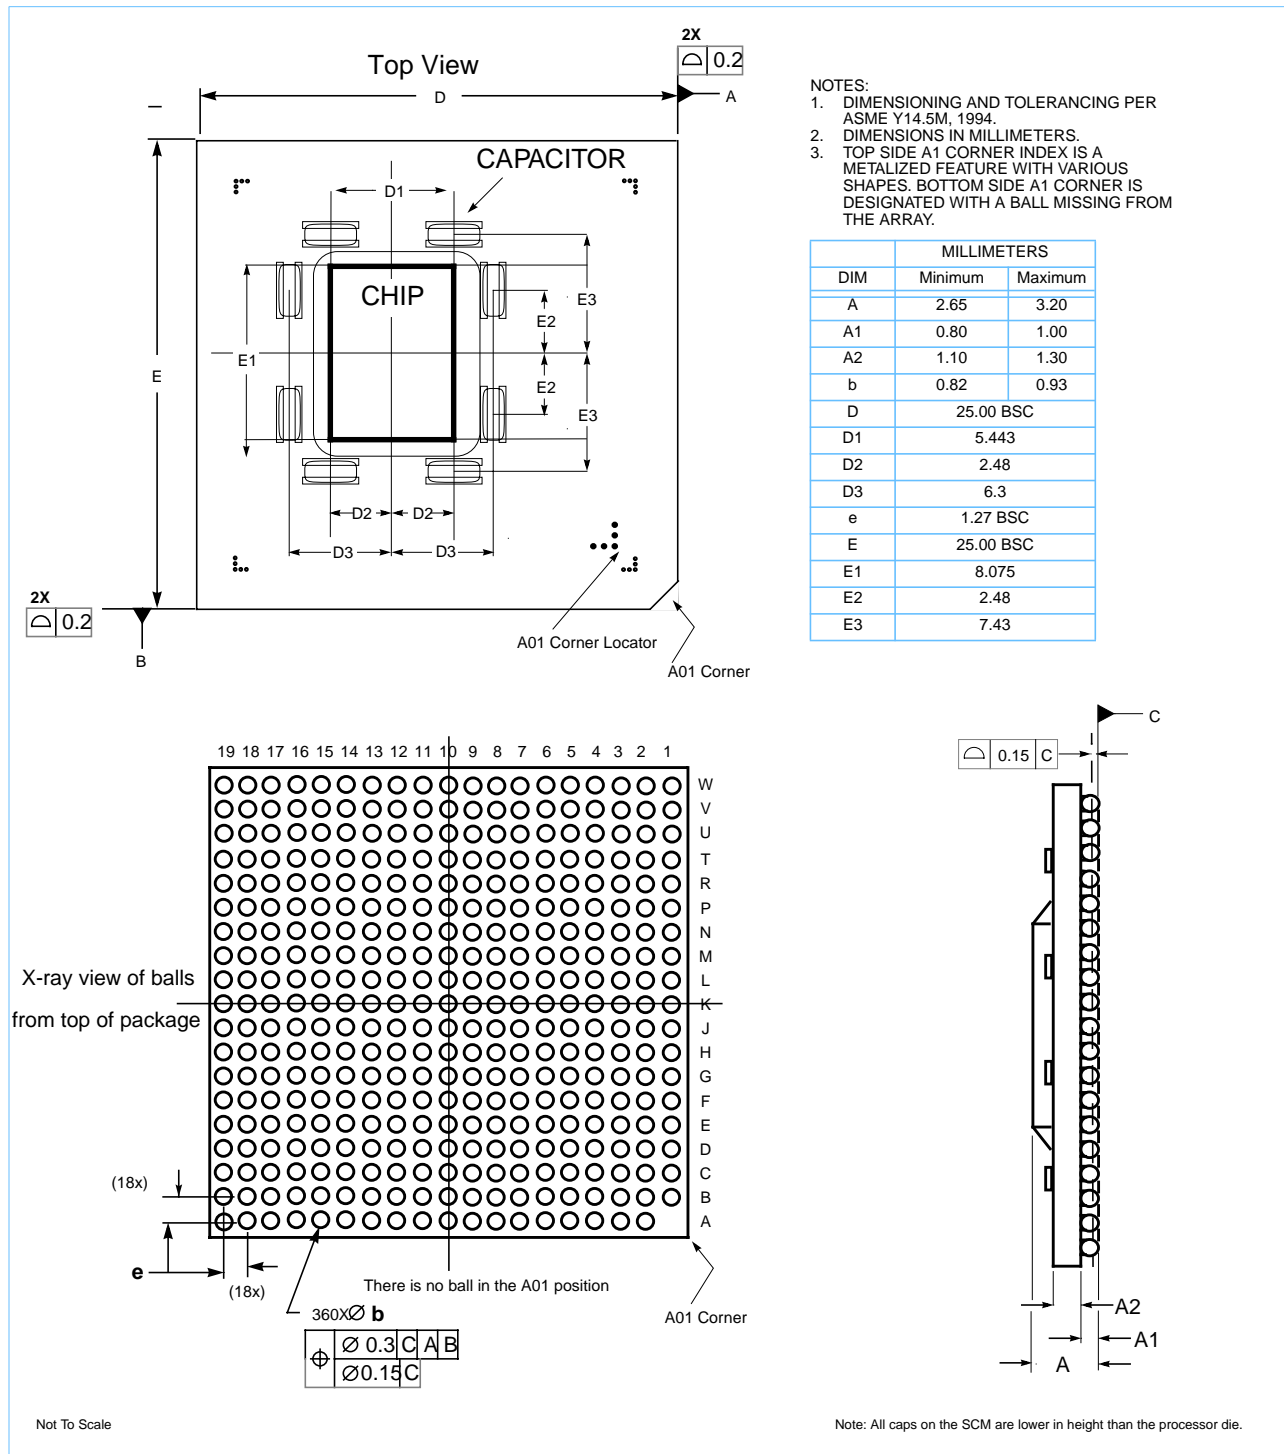 2X
0.2
Top View
D
A
NOTES:
1. DIMENSIONING AND TOLERANCING PER
ASME Y14.5M, 1994.
2. DIMENSIONS IN MILLIMETERS.
3. TOP SIDE A1 CORNER INDEX IS A
METALIZED FEATURE WITH VARIOUS
SHAPES. BOTTOM SIDE A1 CORNER IS
DESIGNATED WITH A BALL MISSING FROM
THE ARRAY.
CAPACITOR
D1
CHIP
E3
E2
E1
E
E2
E3
D2 D2
D3 D3
2X
0.2
B
A01 Corner Locator
A01 Corner
MILLIMETERS
DIM Minimum Maximum
A 2.65 3.20
A1 0.80 1.00
A2 1.10 1.30
b 0.82 0.93
D 25.00 BSC
D1 5.443
D2 2.48
D3 6.3
e 1.27 BSC
E 25.00 BSC
E1 8.075
E2 2.48
E3 7.43
19 18 17 16 15 14 13 12 11 10 9 8 7 6 5 4 3 2 1
W
V
U
T
R
P
N
M
L
K
J
H
G
F
E
D
C
B
A
X-ray view of balls
from top of package
(18x)
e
(18x)
There is no ball in the A01 position
360X∅ b
∅ 0.3 C A B
∅0.15 C
A01 Corner
C
0.15 C
A2
A1
A
Not To Scale
Note: All caps on the SCM are lower in height than the processor die.